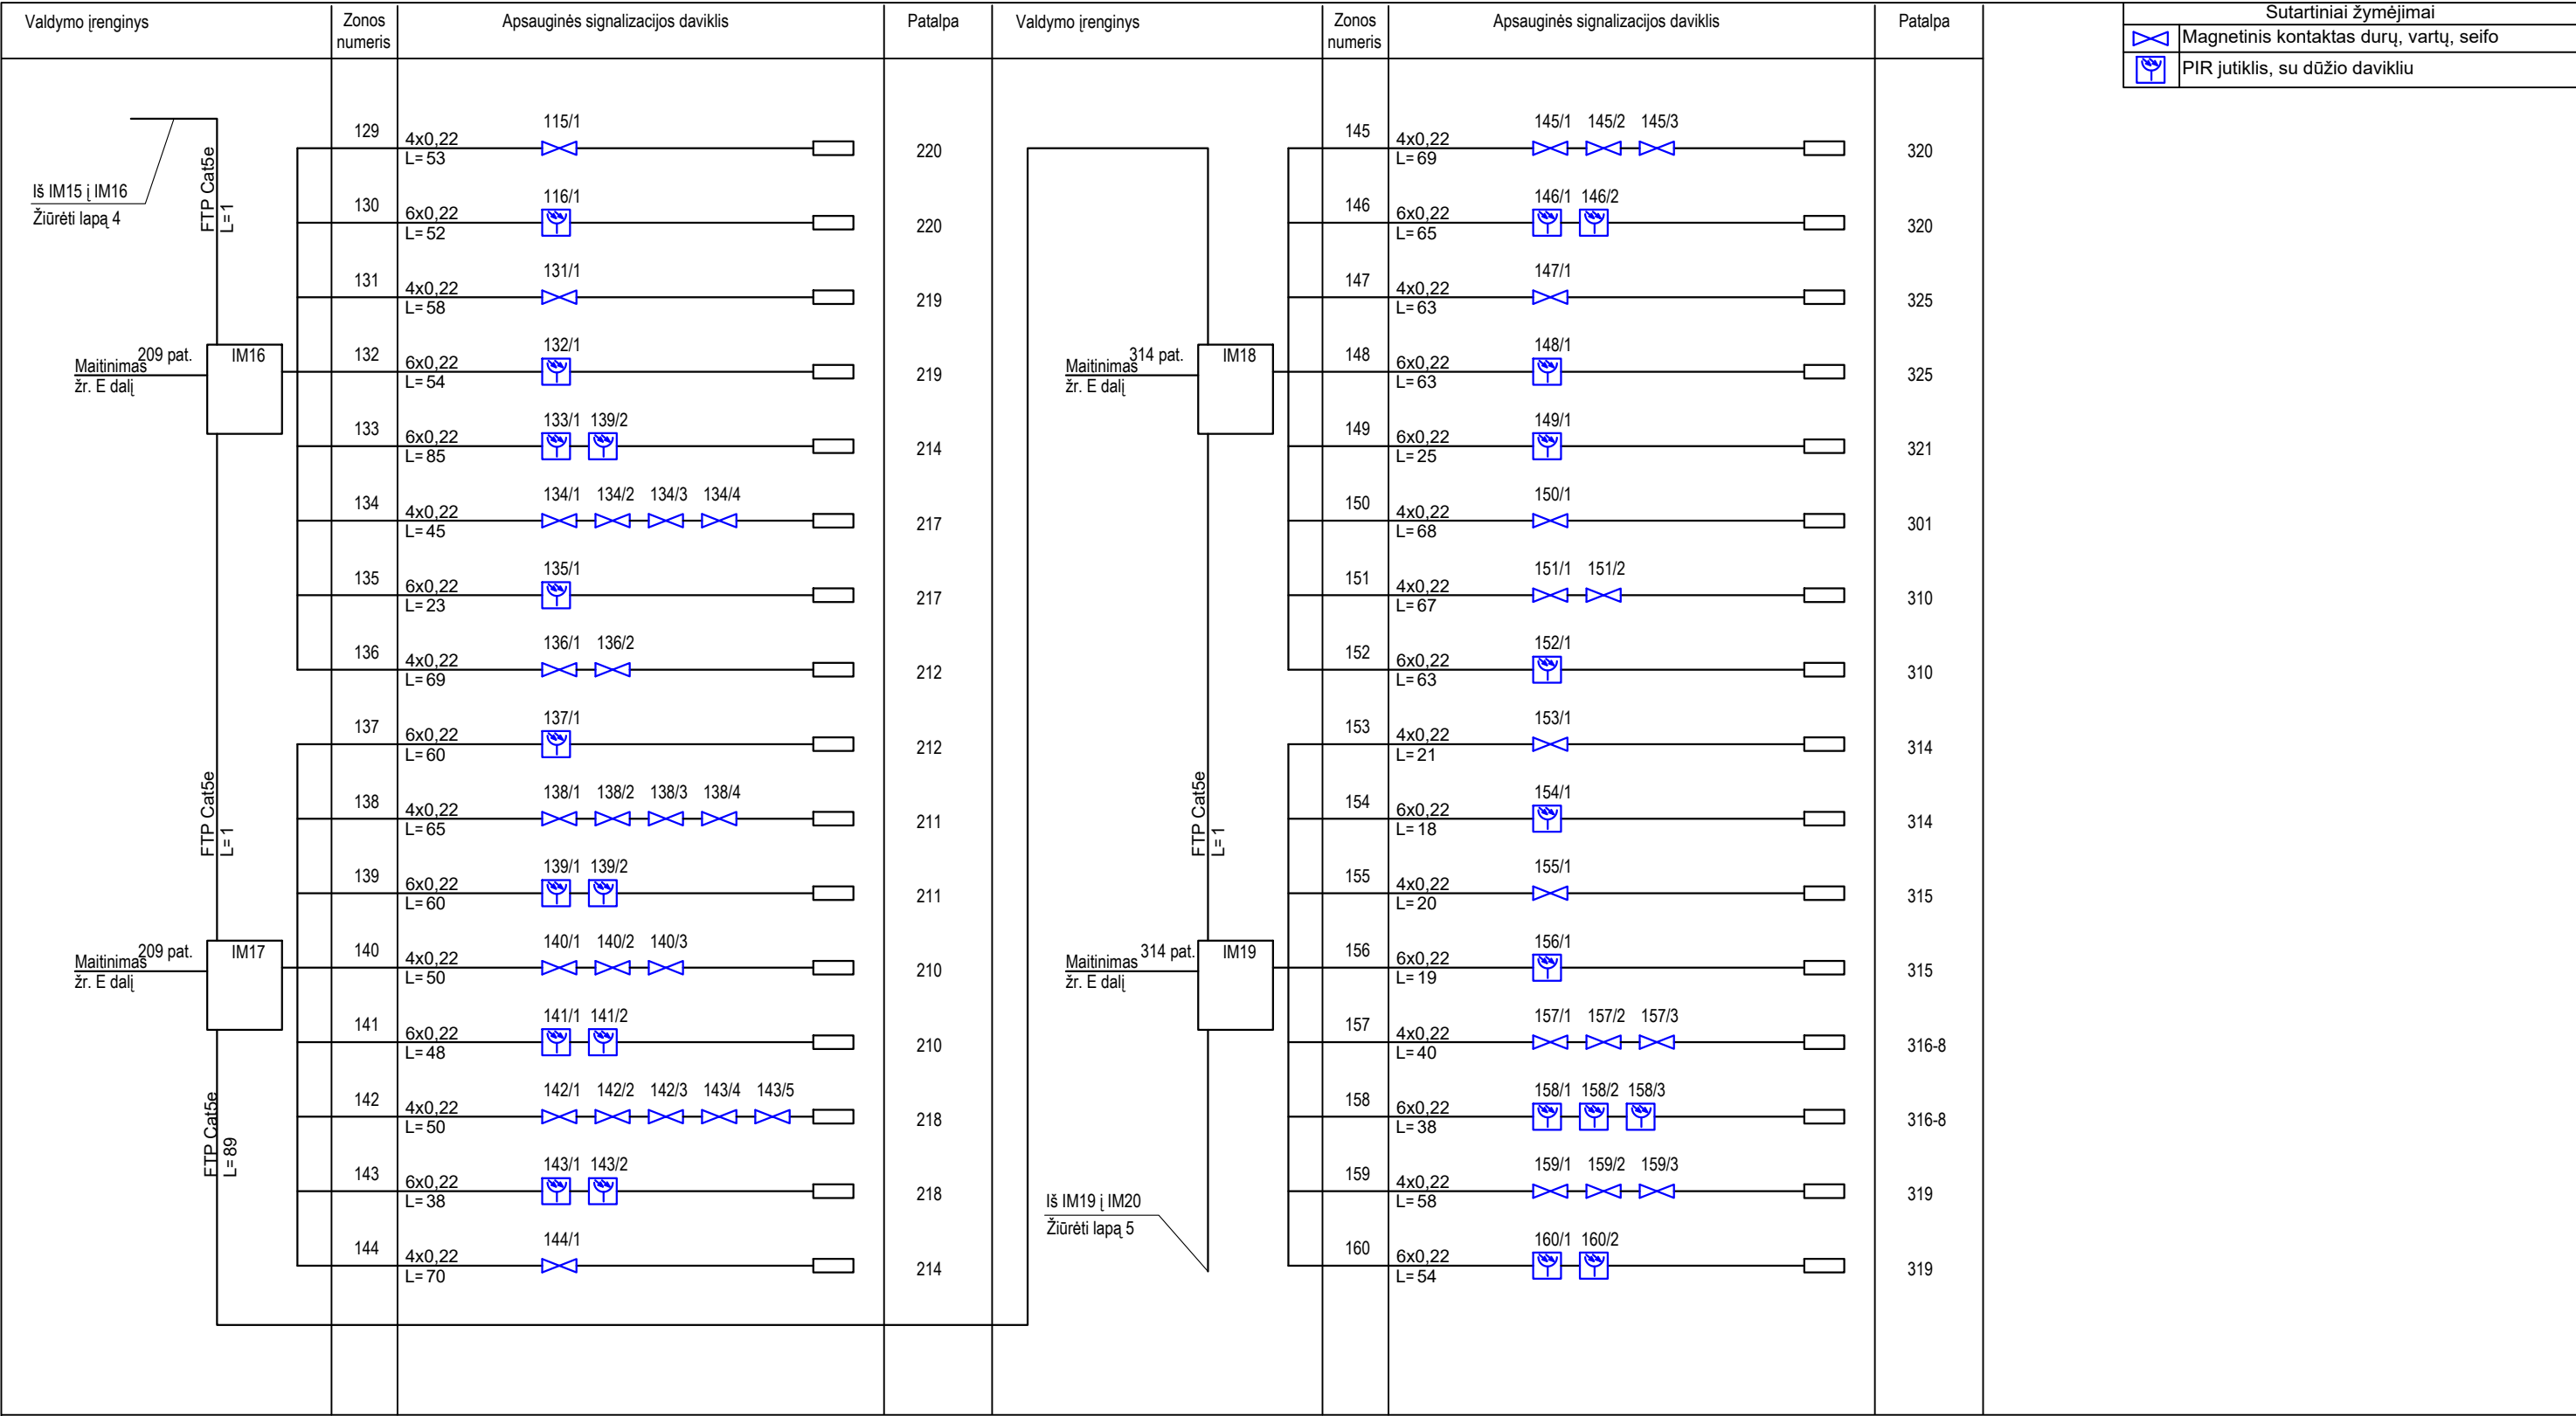 Valdymo įrenginys
Zonos numeris
Apsauginės signalizacijos daviklis
Patalpa
Valdymo įrenginys
Zonos numeris
Apsauginės signalizacijos daviklis
Patalpa
Sutartiniai žymėjimai
Magnetinis kontaktas durų, vartų, seifo
PIR jutiklis, su dūžio davikliu
Iš IM15 į IM16
Žiūrėti lapą 4
FTP Cat5e
L=1
209 pat.
Maitinimas
žr. E dalį
IM16
FTP Cat5e
L=1
209 pat.
Maitinimas
žr. E dalį
IM17
FTP Cat5e
L=89
129
4x0,22
L=53
115/1
220
130
6x0,22
L=52
116/1
220
131
4x0,22
L=58
131/1
219
132
6x0,22
L=54
132/1
219
133
6x0,22
L=85
133/1 139/2
214
134
4x0,22
L=45
134/1 134/2 134/3 134/4
217
135
6x0,22
L=23
135/1
217
136
4x0,22
L=69
136/1 136/2
212
137
6x0,22
L=60
137/1
212
138
4x0,22
L=65
138/1 138/2 138/3 138/4
211
139
6x0,22
L=60
139/1 139/2
211
140
4x0,22
L=50
140/1 140/2 140/3
210
141
6x0,22
L=48
141/1 141/2
210
142
4x0,22
L=50
142/1 142/2 142/3 143/4 143/5
218
143
6x0,22
L=38
143/1 143/2
218
144
4x0,22
L=70
144/1
214
314 pat.
Maitinimas
žr. E dalį
IM18
FTP Cat5e
L=1
314 pat.
Maitinimas
žr. E dalį
IM19
Iš IM19 į IM20
Žiūrėti lapą 5
145
4x0,22
L=69
145/1 145/2 145/3
320
146
6x0,22
L=65
146/1 146/2
320
147
4x0,22
L=63
147/1
325
148
6x0,22
L=63
148/1
325
149
6x0,22
L=25
149/1
321
150
4x0,22
L=68
150/1
301
151
4x0,22
L=67
151/1 151/2
310
152
6x0,22
L=63
152/1
310
153
4x0,22
L=21
153/1
314
154
6x0,22
L=18
154/1
314
155
4x0,22
L=20
155/1
315
156
6x0,22
L=19
156/1
315
157
4x0,22
L=40
157/1 157/2 157/3
316-8
158
6x0,22
L=38
158/1 158/2 158/3
316-8
159
4x0,22
L=58
159/1 159/2 159/3
319
160
6x0,22
L=54
160/1 160/2
319